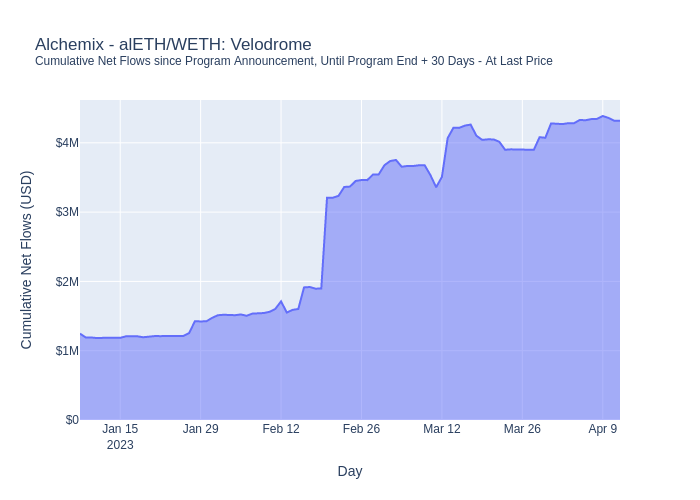 Alchemix - alETH/WETH: Velodrome
Cumulative Net Flows since Program Announcement, Until Program End + 30 Days - At Last Price
Cumulative Net Flows (USD)
$4M
$3M
$2M
$1M
$0
Jan 15
2023
Jan 29
Feb 12
Feb 26
Mar 12
Mar 26
Apr 9
Day